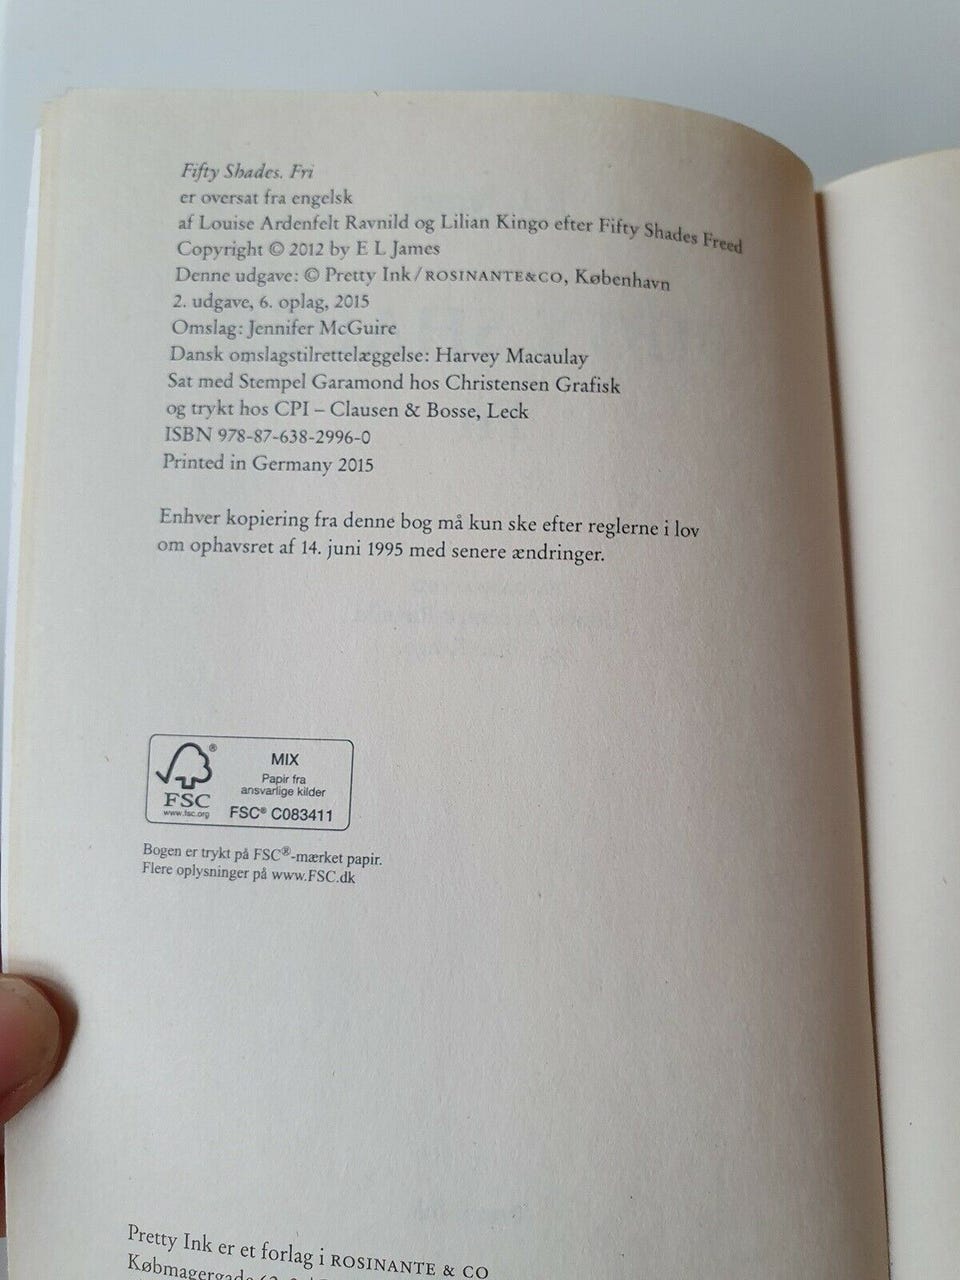 Fifty Shades. Fri
er oversat fra engelsk
af Louise Ardenfelt Ravnild og Lilian Kingo efter Fifty Shades Freed
Copyright © 2012 by E L James
Denne udgave: © Pretty Ink/ROSINANTE&CO, København
2. udgave, 6. oplag, 2015
Omslag: Jennifer McGuire
Dansk omslagstilrettelæggelse: Harvey Macaulay
Sat med Stempel Garamond hos Christensen Grafisk
og trykt hos CPI – Clausen & Bosse, Leck
ISBN 978-87-638-2996-0
Printed in Germany 2015
Enhver kopiering fra denne bog må kun ske efter reglerne i lov
om ophavsret af 14. juni 1995 med senere ændringer.
FSC
www.fsc.org
MIX
Papir fra
ansvarlige kilder
FSC® C083411
Bogen er trykt på FSC®-mærket papir.
Flere oplysninger på www.FSC.dk
Pretty Ink er et forlag i ROSINANTE & CO
Købmagergade